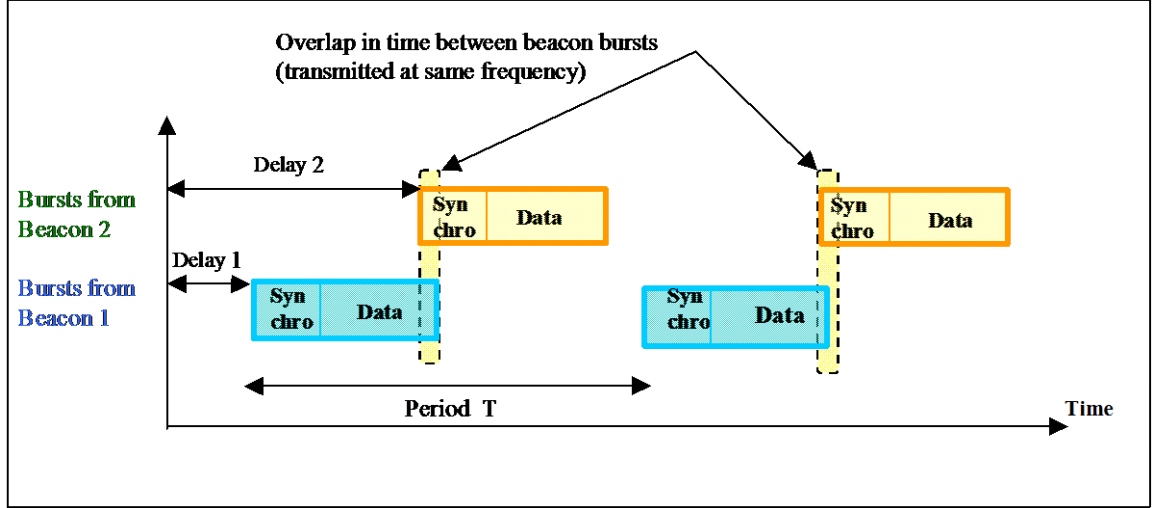 Overlap in time between beacon bursts
(transmitted at same frequency)
Delay 2
Bursts from
Beacon 2
Syn
chro
Data
Syn
chro
Data
Delay 1
Bursts from
Beacon 1
Syn
chro
Data
Syn
chro
Data
Period T
Time